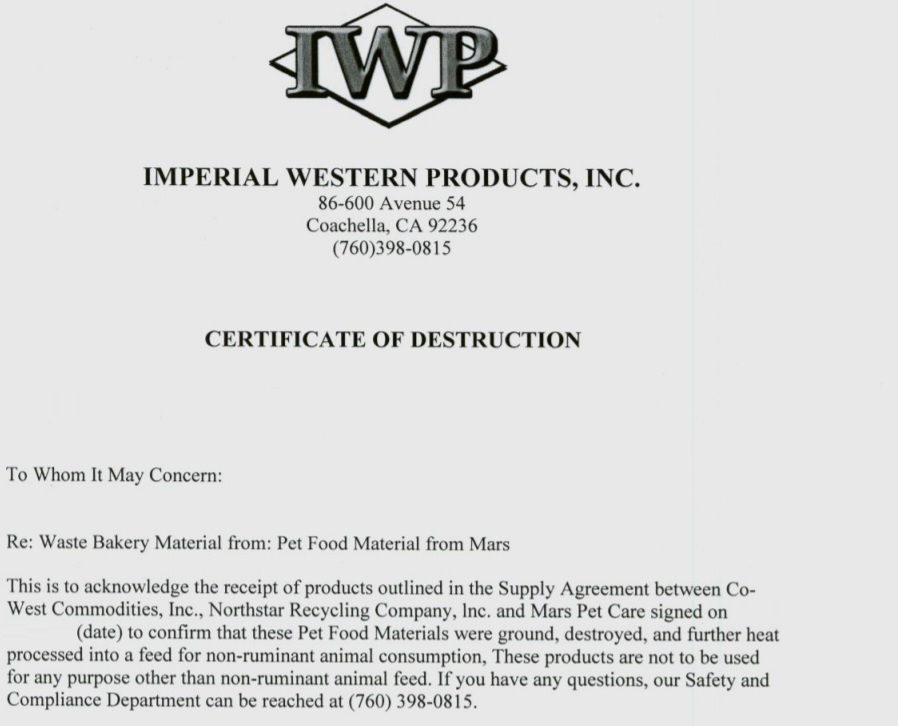 IWP
IMPERIAL WESTERN PRODUCTS, INC.
86-600 Avenue 54
Coachella, CA 92236
(760)398-0815
CERTIFICATE OF DESTRUCTION
To Whom It May Concern:
Re: Waste Bakery Material from: Pet Food Material from Mars
This is to acknowledge the receipt of products outlined in the Supply Agreement between Co-
West Commodities, Inc., Northstar Recycling Company, Inc. and Mars Pet Care signed on
(date) to confirm that these Pet Food Materials were ground, destroyed, and further heat
processed into a feed for non-ruminant animal consumption, These products are not to be used
for any purpose other than non-ruminant animal feed. If you have any questions, our Safety and
Compliance Department can be reached at (760) 398-0815.